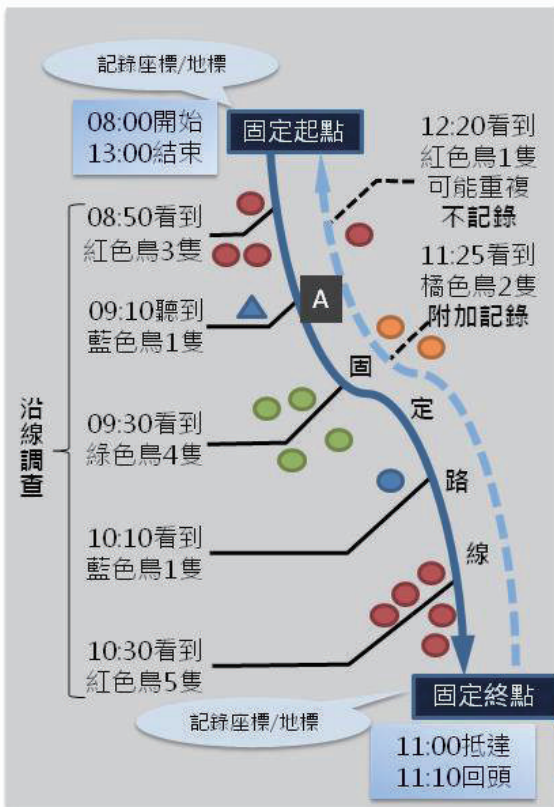 記錄座標/地標
08:00開始
13:00結束
固定起點
12:20看到
紅色鳥1隻
可能重複
不記錄
08:50看到
紅色鳥3隻
11:25看到
橘色鳥2隻
附加記錄
A
09:10聽到
藍色鳥1隻
固定路線
沿線調查
09:30看到
綠色鳥4隻
10:10看到
藍色鳥1隻
10:30看到
紅色鳥5隻
固定終點
記錄座標/地標
11:00抵達
11:10回頭